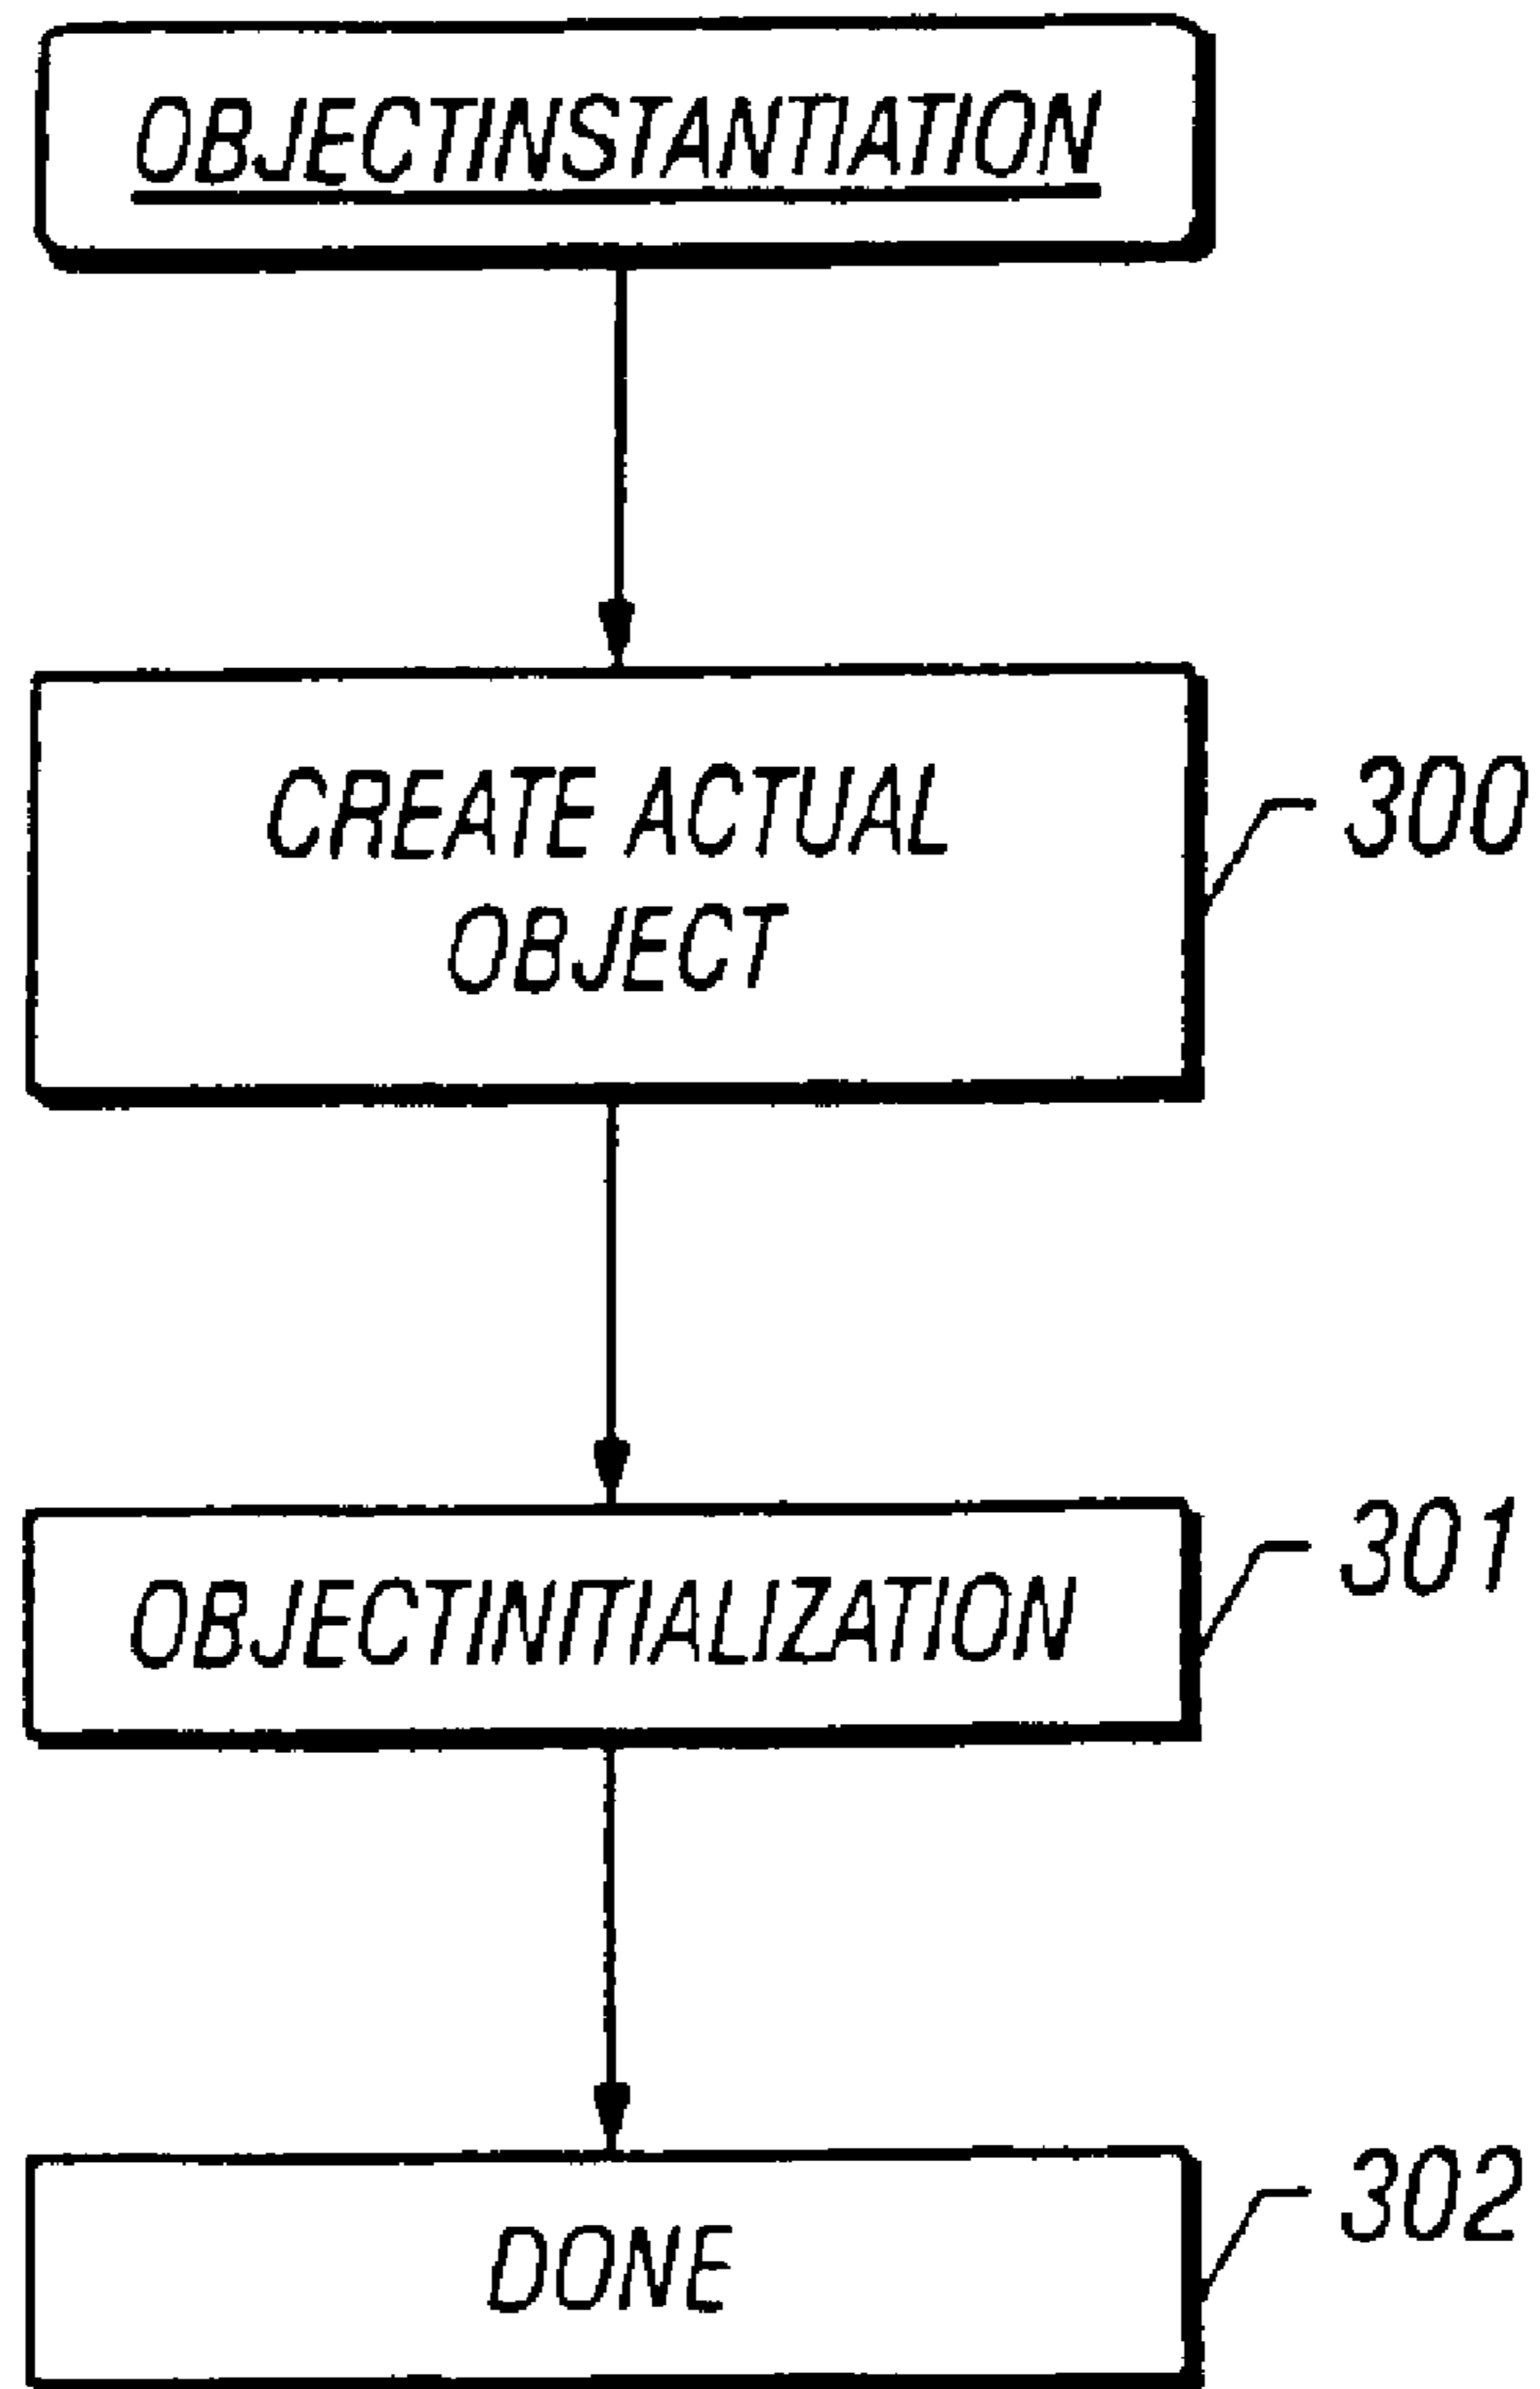 OBJECTINSTANTIATION
CREATE ACTUAL
OBJECT
300
OBJECTINITIALIZATION
301
DONE
302